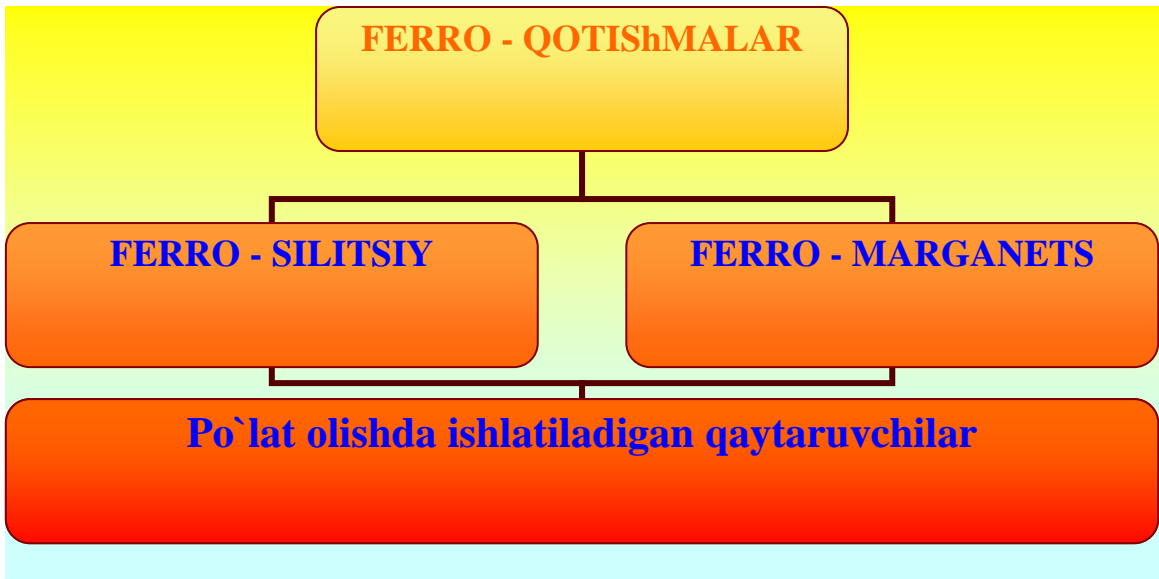 FERRO - QOTIShMALAR
FERRO - SILITSIY
FERRO - MARGANETS
Po`lat olishda ishlatiladigan qaytaruvchilar